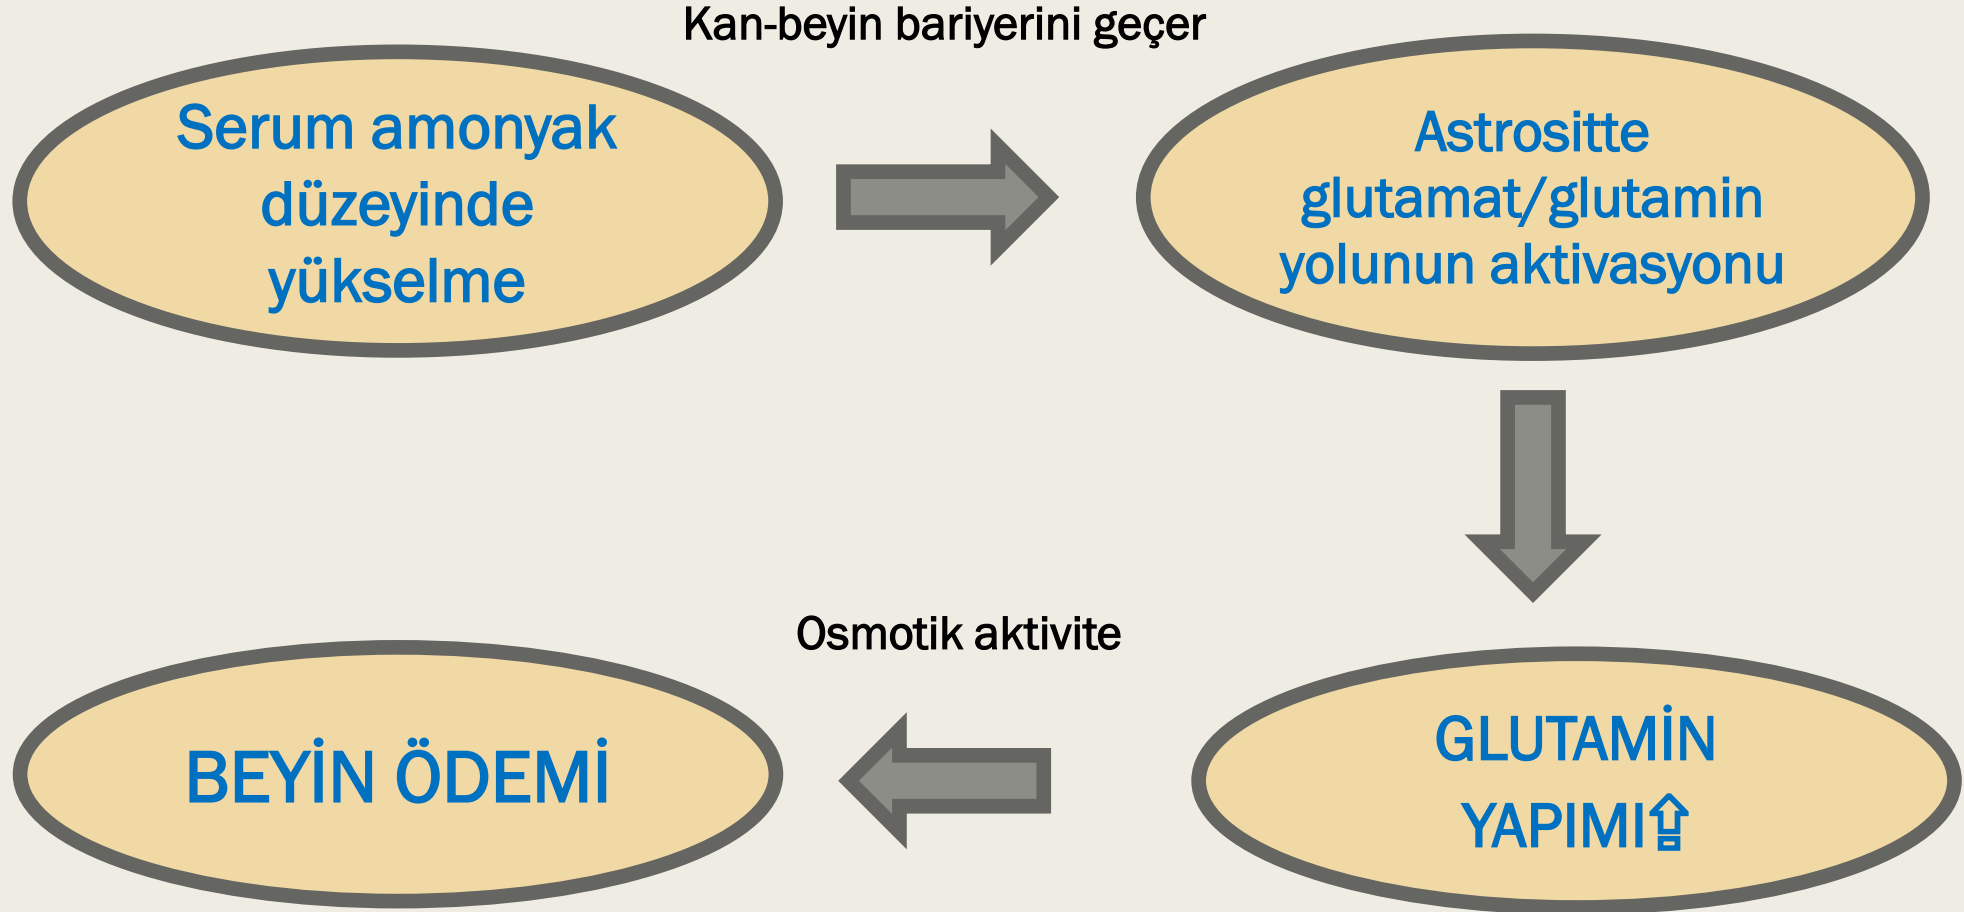 Kan-beyin bariyerini geçer
Serum amonyak
düzeyinde
yükselme
Astrositte
glutamat/glutamin
yolunun aktivasyonu
Osmotik aktivite
BEYİN ÖDEMİ
GLUTAMİN
YAPIMI⇪